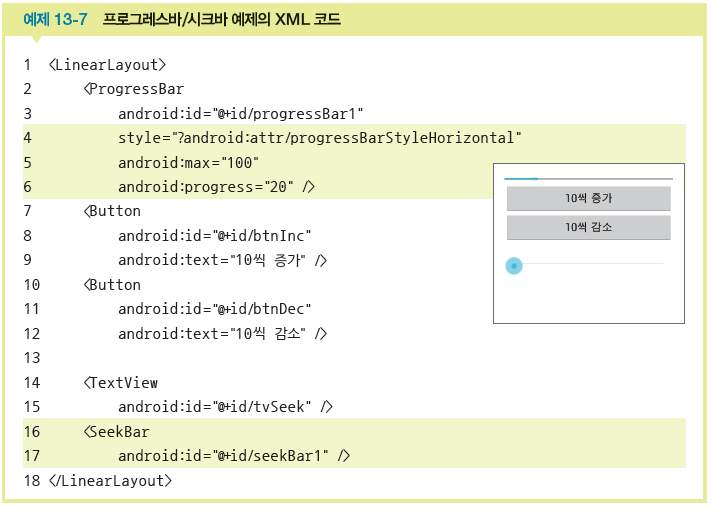 예제 13-7 프로그레스바/시크바 예제의 XML 코드
1 <LinearLayout>
2 <ProgressBar
3 android:id="@+id/progressBar1"
4 style="?android:attr/progressBarStyleHorizontal"
5 android:max="100"
6 android:progress="20" />
7 <Button
8 android:id="@+id/btnInc"
9 android:text="10씩 증가" />
10 <Button
11 android:id="@+id/btnDec"
12 android:text="10씩 감소" />
13
14 <TextView
15 android:id="@+id/tvSeek" />
16 <SeekBar
17 android:id="@+id/seekBar1" />
18 </LinearLayout>
10씩 증가
10씩 감소